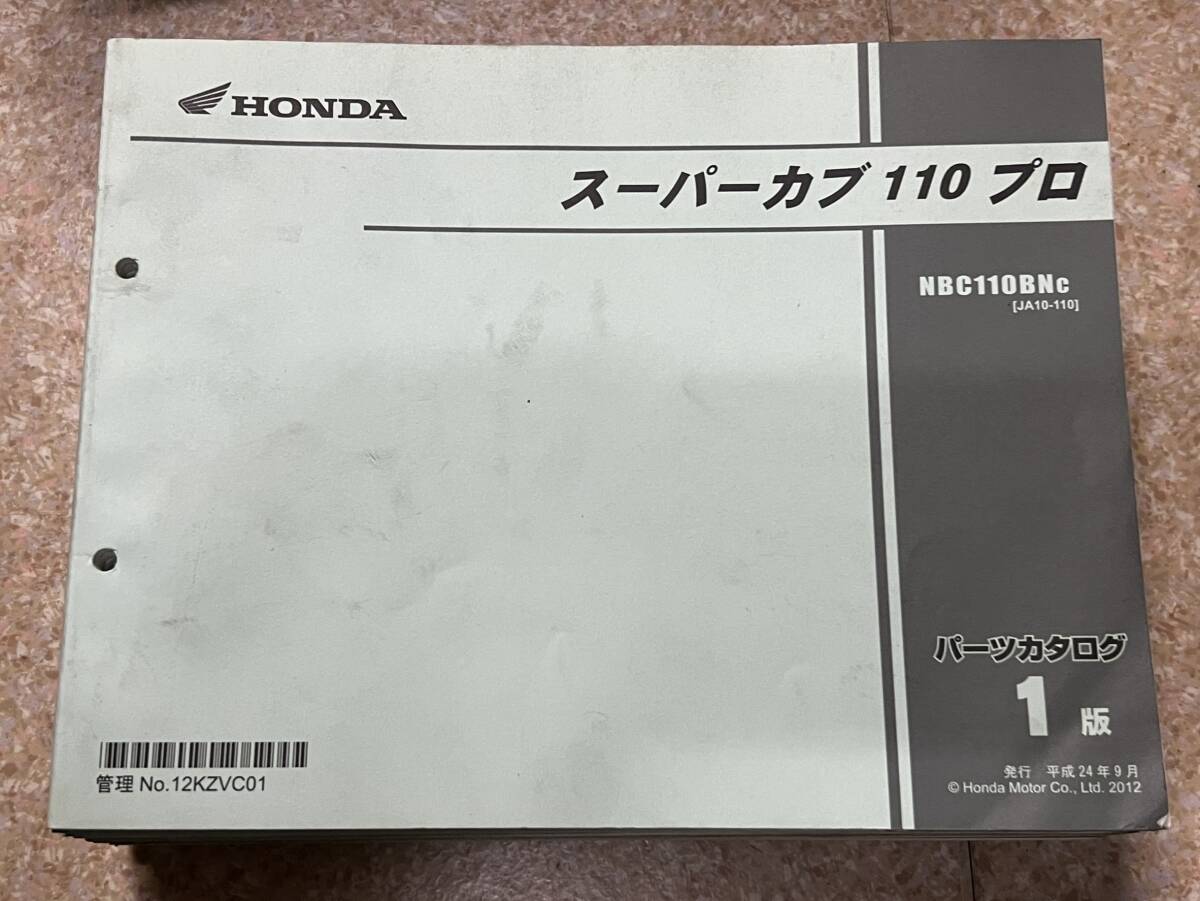 HONDA
スーパーカブ 110 プロ
NBC110BNC
[JA10-110]
パーツカタログ
1 版
管理 No.12KZVC01
発行 平成 24 年 9 月
© Honda Motor Co., Ltd. 2012